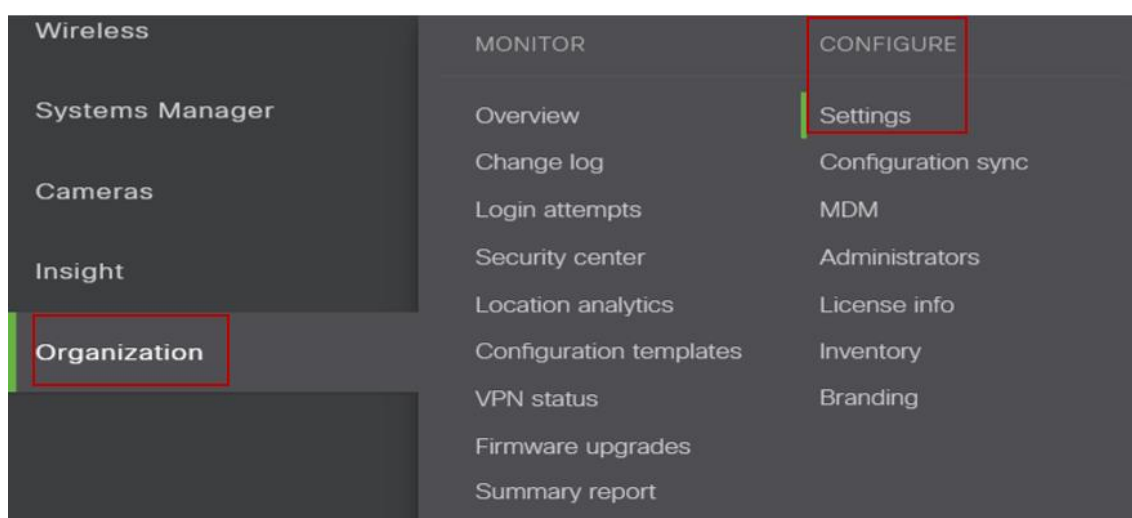 Wireless
Systems Manager
Cameras
Insight
Organization
MONITOR
Overview
Change log
Login attempts
Security center
Location analytics
Configuration templates
VPN status
Firmware upgrades
Summary report
CONFIGURE
Settings
Configuration sync
MDM
Administrators
License info
Inventory
Branding